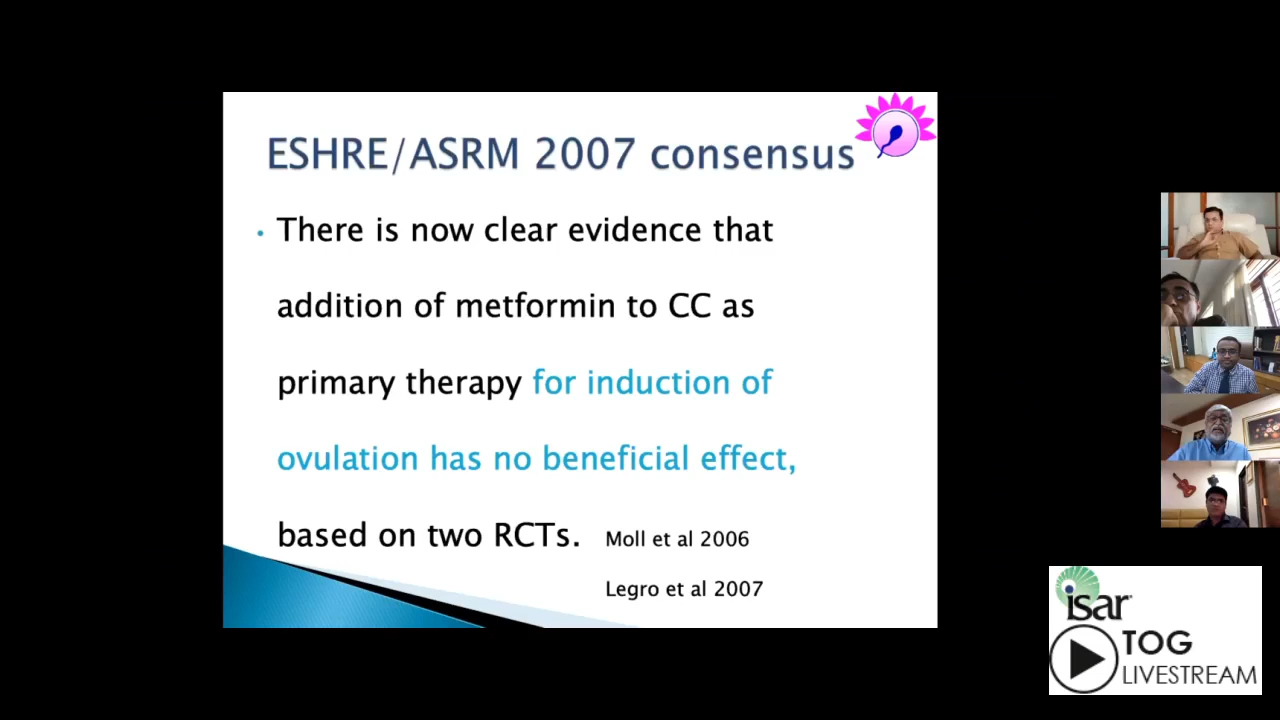 ESHRE/ASRM 2007 consensus
• There is now clear evidence that
addition of metformin to CC as
primary therapy for induction of
ovulation has no beneficial effect,
based on two RCTs. Moll et al 2006
Legro et al 2007
isar
TOG
LIVESTREAM